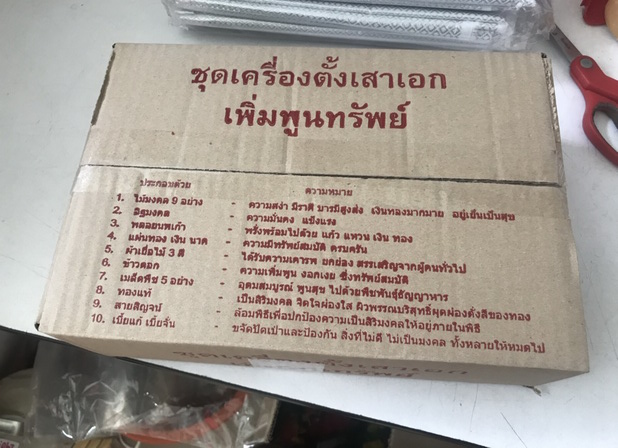 ชุดเครื่องตั้งเสาเอก
เพิ่มพูนทรัพย์
ประกอบด้วย ความหมาย
1. ไม้มงคล 9 อย่าง - ความสง่า มีราศี บารมีสูงส่ง เงินทองมากมาย อยู่เย็นเป็นสุข
2. อิฐมงคล - ความมั่นคง แข็งแรง
3. พลอยนพเก้า - พรั่งพร้อมไปด้วย แก้ว แหวน เงิน ทอง
4. แผ่นทอง เงิน นาค - ความมีทรัพย์สมบัติ ครบครัน
5. ผ้าเยื่อไม้ 3 สี - ได้รับความเคารพ ยกย่อง สรรเสริญจากผู้คนทั่วไป
6. ข้าวตอก - ความเพิ่มพูน งอกเงย ซึ่งทรัพย์สมบัติ
7. เมล็ดพืช 5 อย่าง - อุดมสมบูรณ์ พูนสุข ไปด้วยพืชพันธุ์ธัญญาหาร
8. ทองแท้ - เป็นสิริมงคล จิตใจผ่องใส ผิวพรรณบริสุทธิ์ผุดผ่องดั่งสีของทอง
9. สายสิญจน์ - ล้อมพิธีเพื่อปกป้องความเป็นสิริมงคลให้อยู่ภายในพิธี
10. เบี้ยแก้ เบี้ยจั่น - ขจัดปัดเป่าและป้องกัน สิ่งที่ไม่ดี ไม่เป็นมงคล ทั้งหลายให้หมดไป